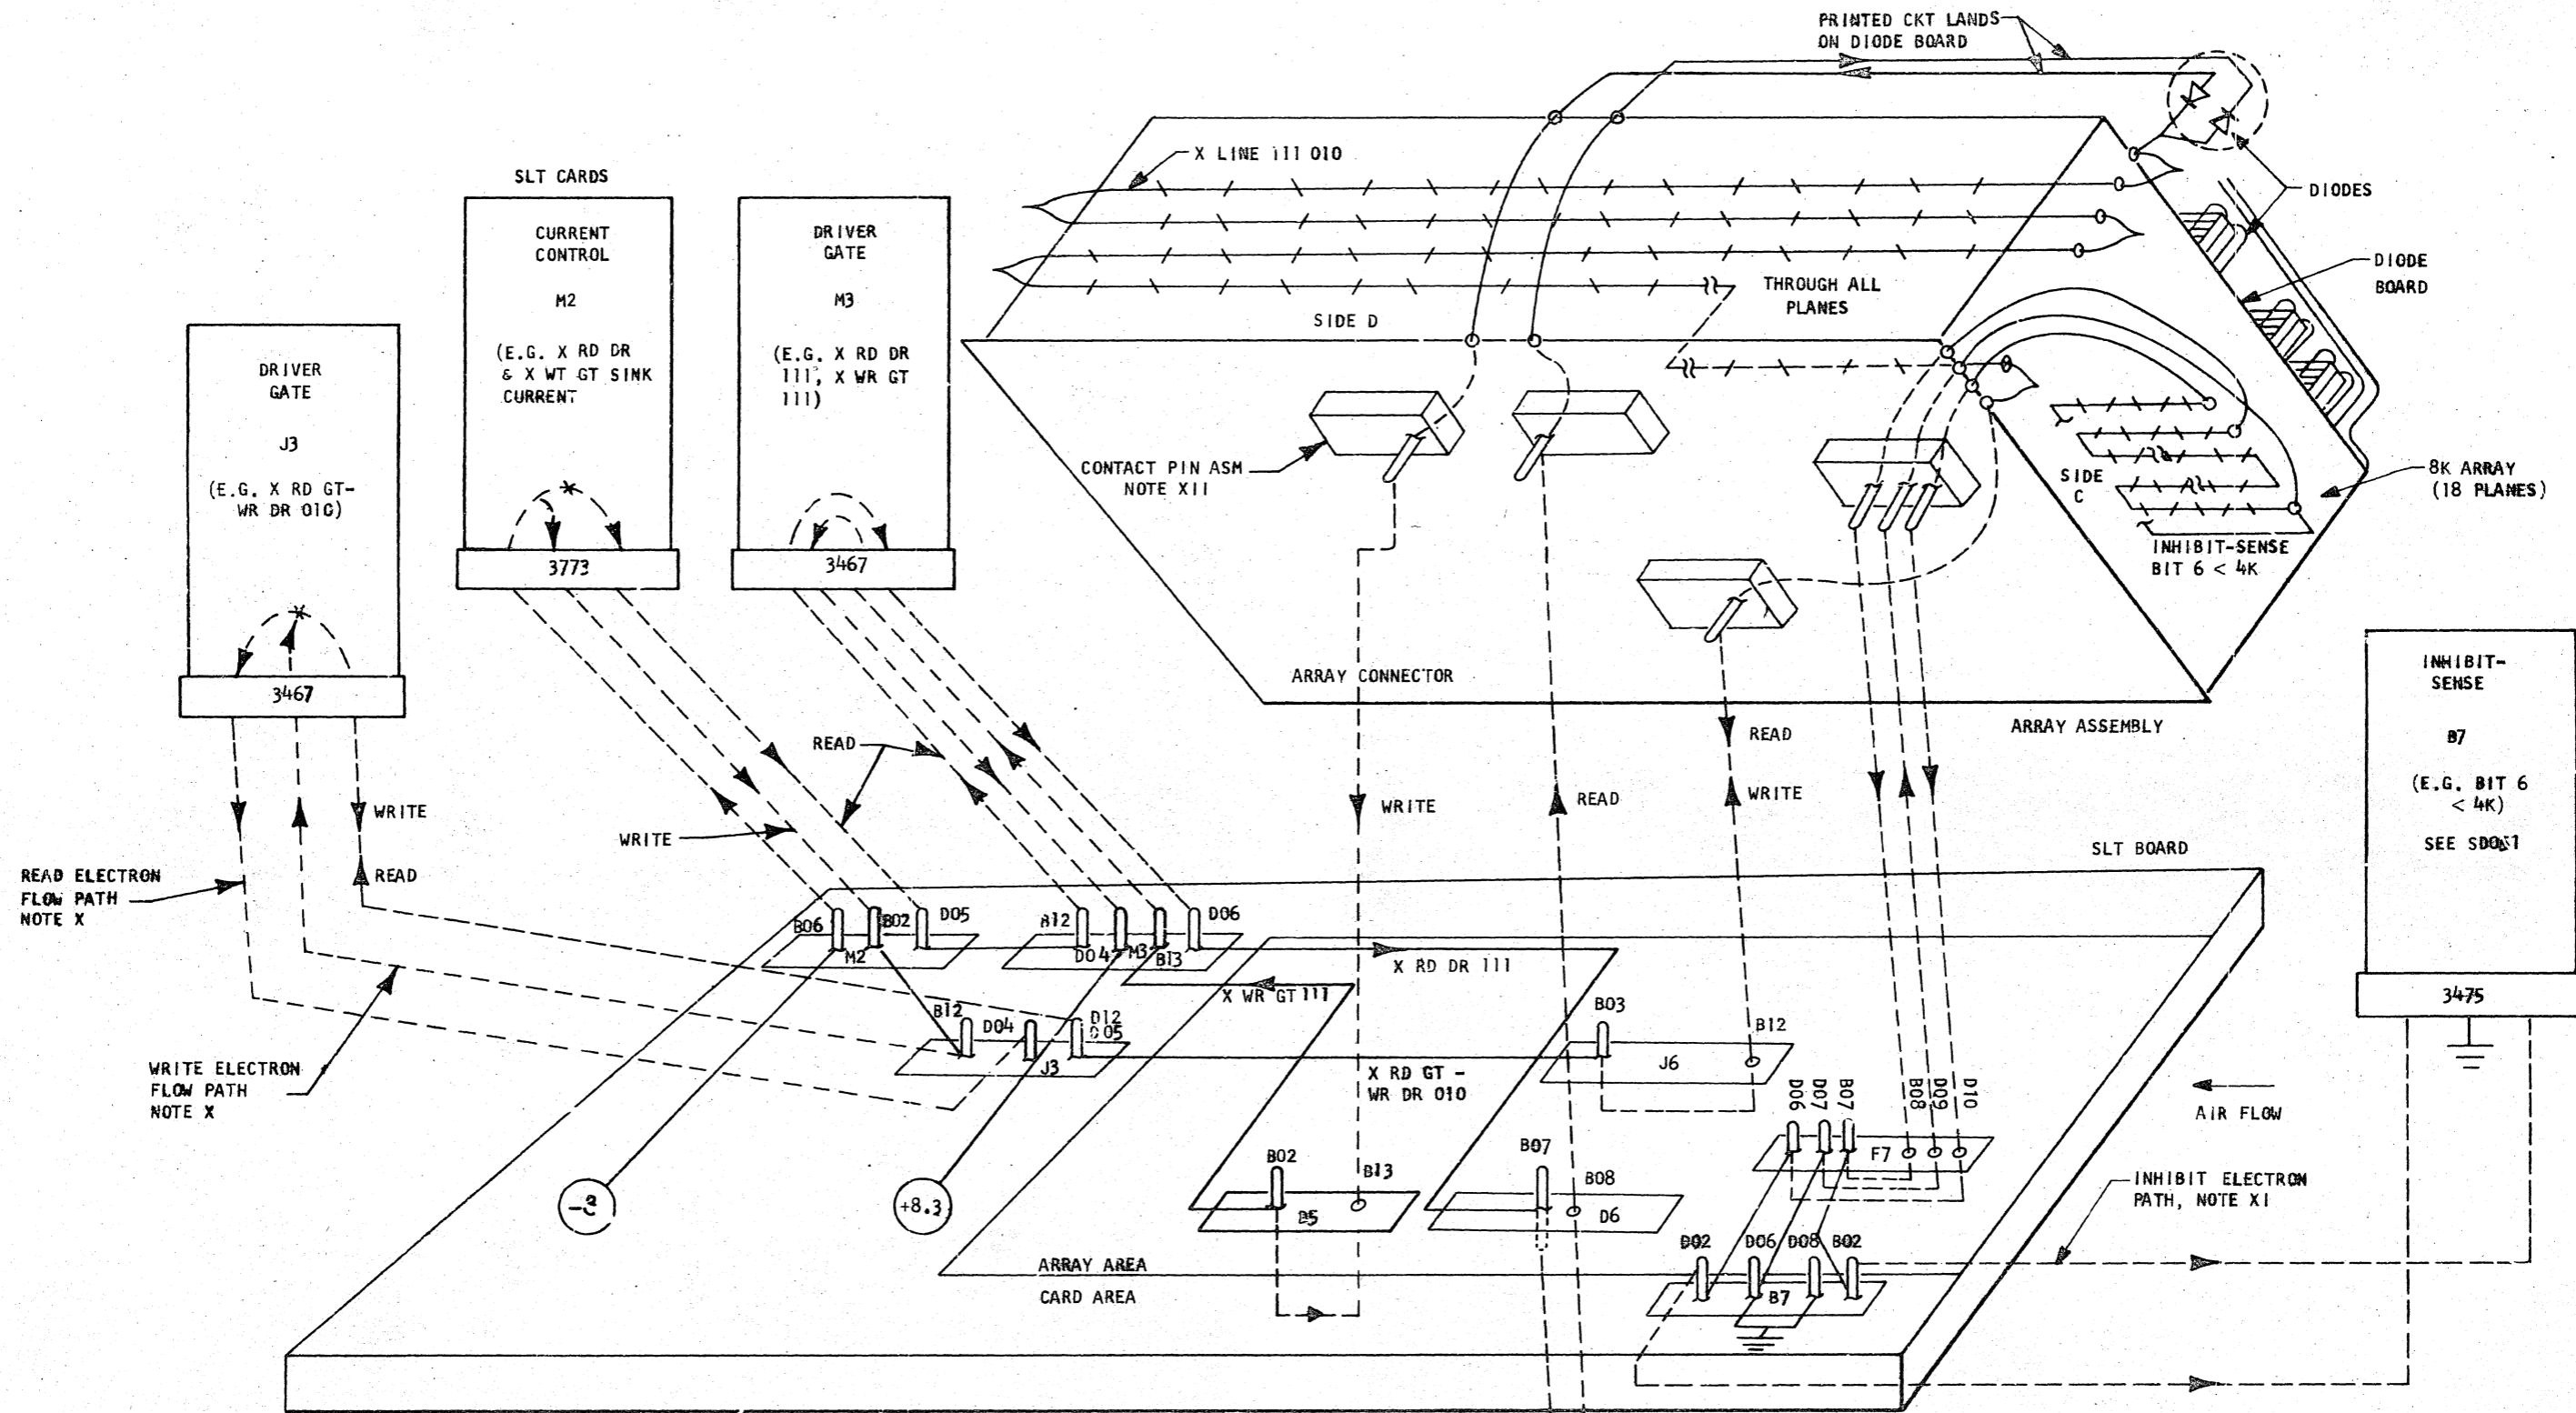 PRINTED CKT LANDS
ON DIODE BOARD
X LINE 111 010
DIODES
DIODE
BOARD
SLT CARDS
CURRENT
CONTROL
M2
(E.G. X RD DR
& X WT GT SINK
CURRENT
3773
DRIVER
GATE
M3
(E.G. X RD DR
111, X WR GT
111)
3467
DRIVER
GATE
J3
(E.G. X RD GT-
WR DR 010)
3467
THROUGH ALL
PLANES
SIDE D
CONTACT PIN ASM
NOTE XII
SIDE
C
8K ARRAY
(18 PLANES)
INHIBIT-SENSE
BIT 6 < 4K
ARRAY CONNECTOR
ARRAY ASSEMBLY
INHIBIT-
SENSE
B7
(E.G. BIT 6
< 4K)
SEE
3475
READ
WRITE
WRITE
READ
READ
WRITE
WRITE
READ
READ ELECTRON
FLOW PATH
NOTE X
WRITE ELECTRON
FLOW PATH
NOTE X
SLT BOARD
B06
B02
D05
M2
B12
D04
M3
B13
D06
X RD DR 111
X WR GT 111
B12
D04
D12
D05
J3
X RD GT -
WR DR 010
B03
B12
J6
D06
D07
B07
B08
D09
D10
F7
AIR FLOW
-3
+8.3
B02
B13
D5
B07
B08
D6
INHIBIT ELECTRON
PATH, NOTE XI
D02
D06
D08
B02
B7
ARRAY AREA
CARD AREA